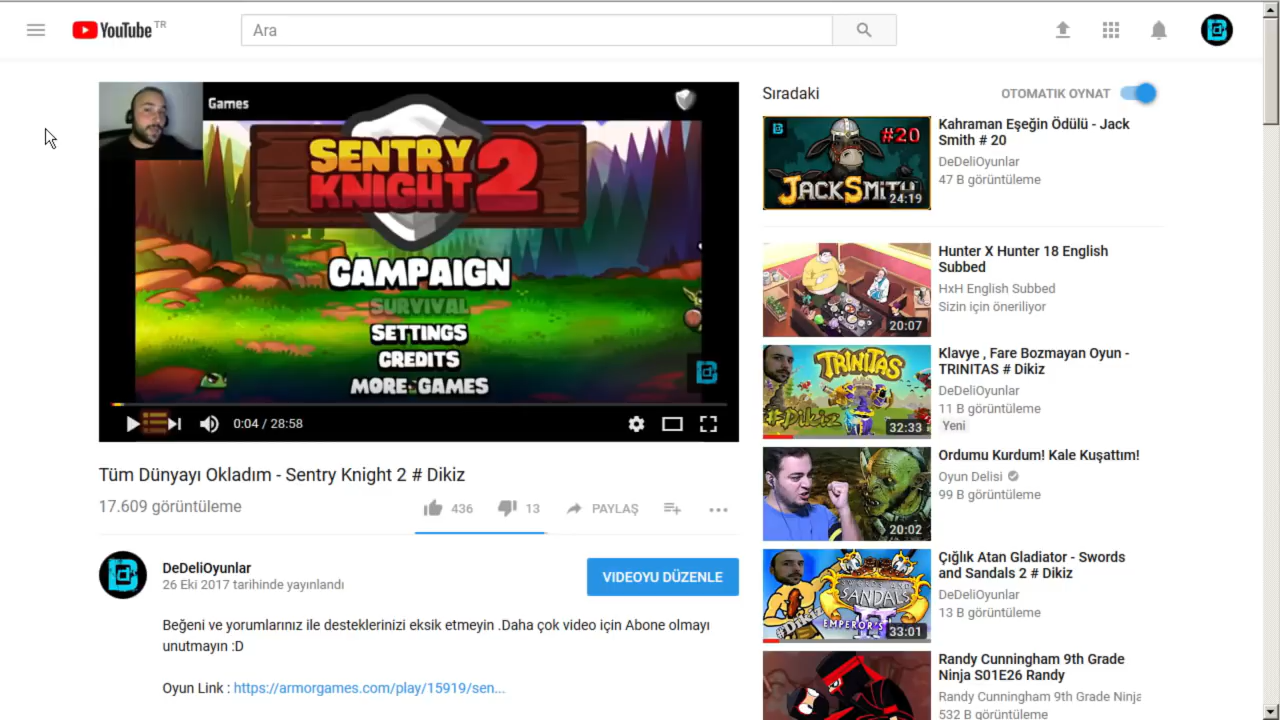 YouTube TR
Ara
Games
SENTRY
KNIGHT 2
CAMPAIGN
SURVIVAL
SETTINGS
CREDITS
MORE GAMES
0:04 / 28:58
Tüm Dünyayı Okladım - Sentry Knight 2 # Dikiz
17.609 görüntüleme
436
13
PAYLAŞ
DeDeliOyunlar
26 Eki 2017 tarihinde yayınlandı
VIDEOYU DÜZENLE
Beğeni ve yorumlarınız ile desteklerinizi eksik etmeyin .Daha çok video için Abone olmayı
unutmayın :D
Oyun Link : https://armorgames.com/play/15919/sen...
Sıradaki
OTOMATIK OYNAT
#20
JACKSMITH
24:19
Kahraman Eşeğin Ödülü - Jack
Smith # 20
DeDeliOyunlar
47 B görüntüleme
20:07
Hunter X Hunter 18 English
Subbed
HxH English Subbed
Sizin için öneriliyor
TRINITAS
#Dikiz
32:33
Klavye , Fare Bozmayan Oyun -
TRINITAS # Dikiz
DeDeliOyunlar
11 B görüntüleme
Yeni
20:02
Ordumu Kurdum! Kale Kuşattım!
Oyun Delisi
99 B görüntüleme
SWORDS AND
SANDALS
EMPEROR'S
#DİKİZ
33:01
Çığlık Atan Gladiator - Swords
and Sandals 2 # Dikiz
DeDeliOyunlar
13 B görüntüleme
Randy Cunningham 9th Grade
Ninja S01E26 Randy
Randy Cunningham 9th Grade Ninja
532 B görüntüleme